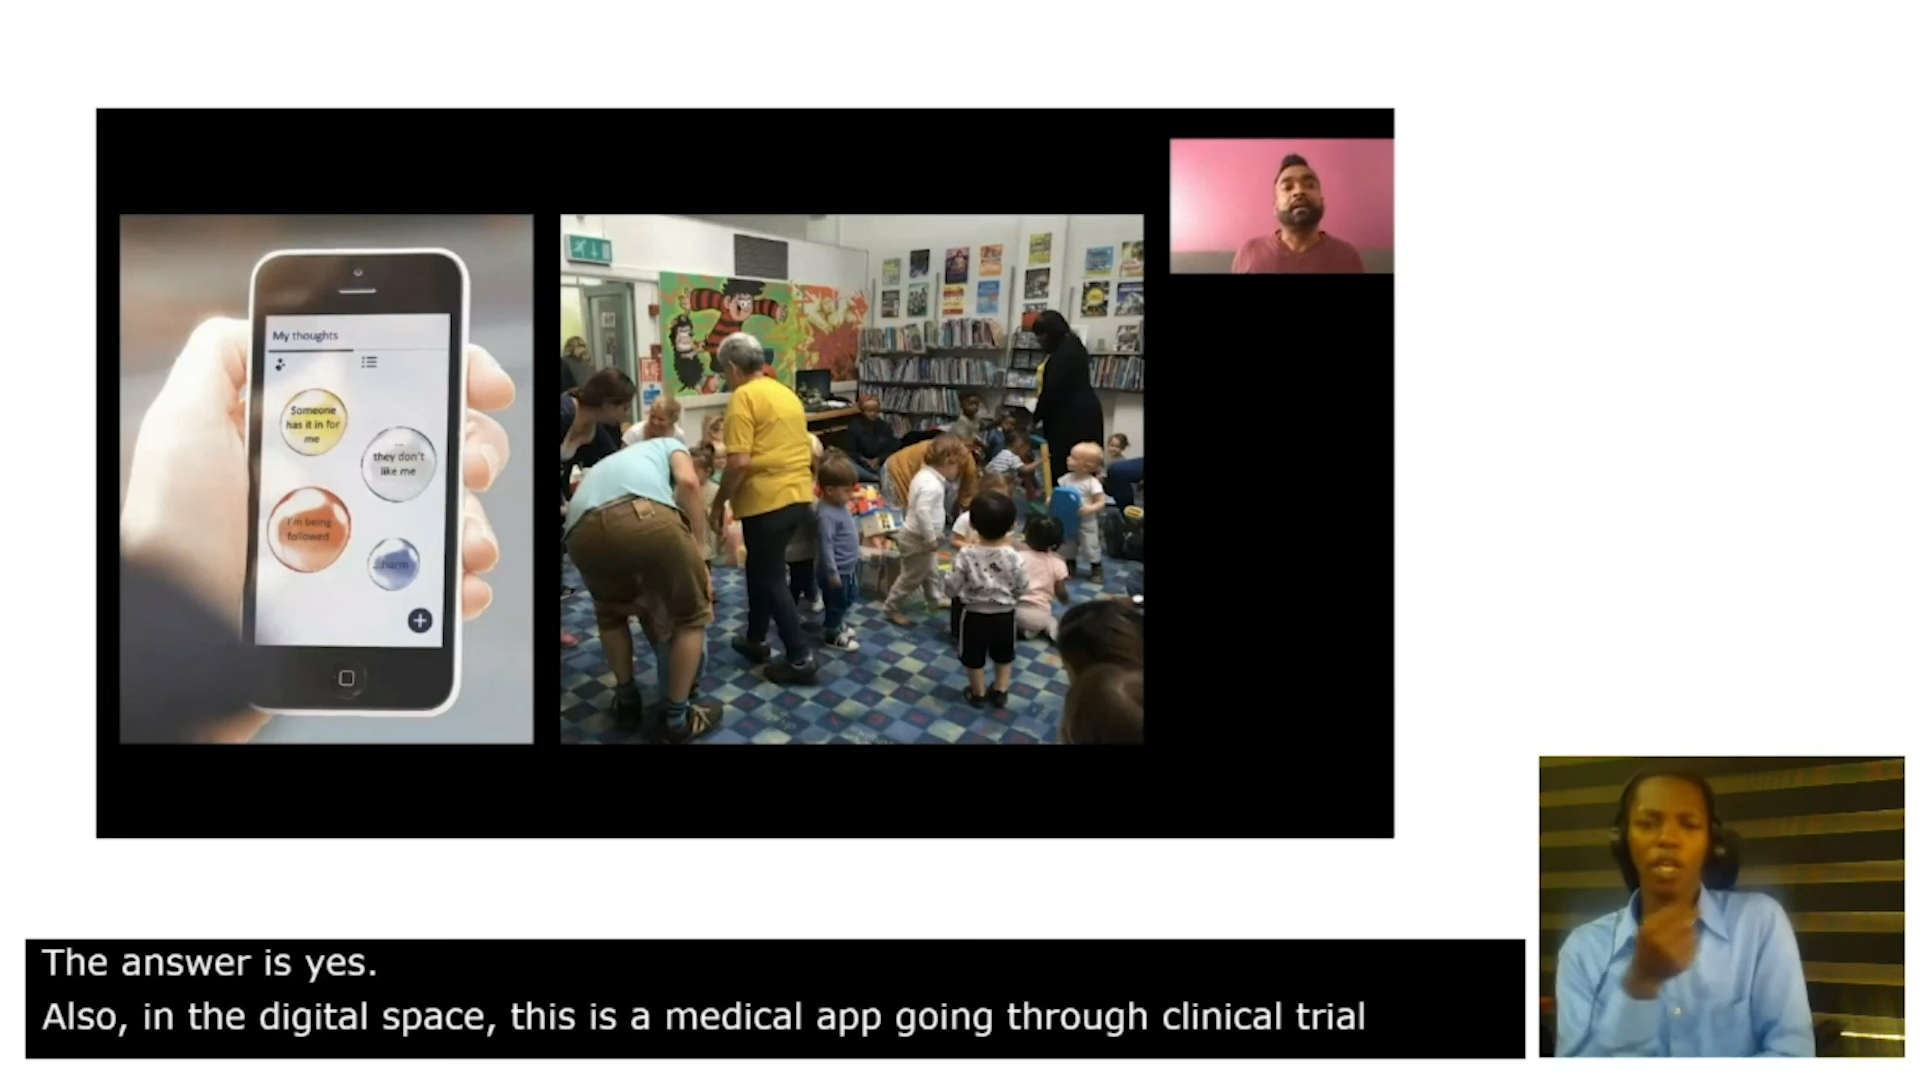 My thoughts
Someone
has it in for
me
...
they don't
like me
I'm being
followed
...harm
The answer is yes.
Also, in the digital space, this is a medical app going through clinical trial